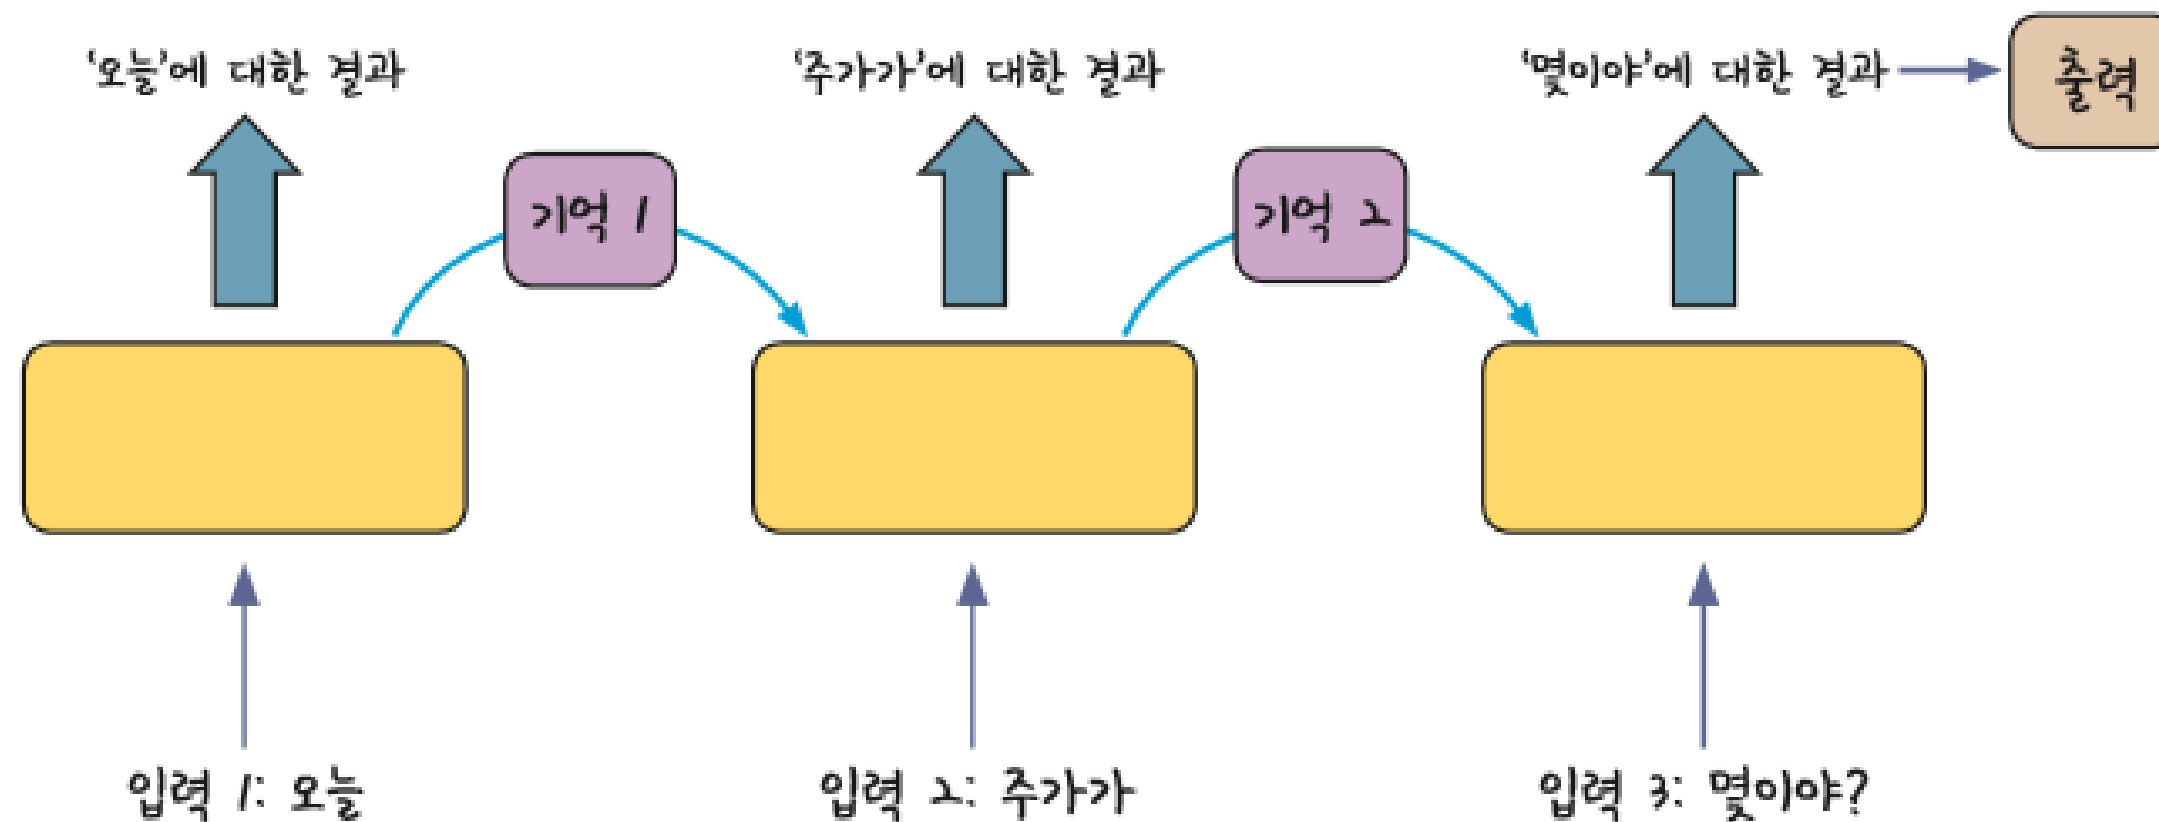 ‘오늘’에 대한 결과
‘주가가’에 대한 결과
‘몇이야’에 대한 결과
출력
기억 1
기억 2
입력 1: 오늘
입력 2: 주가가
입력 3: 몇이야?